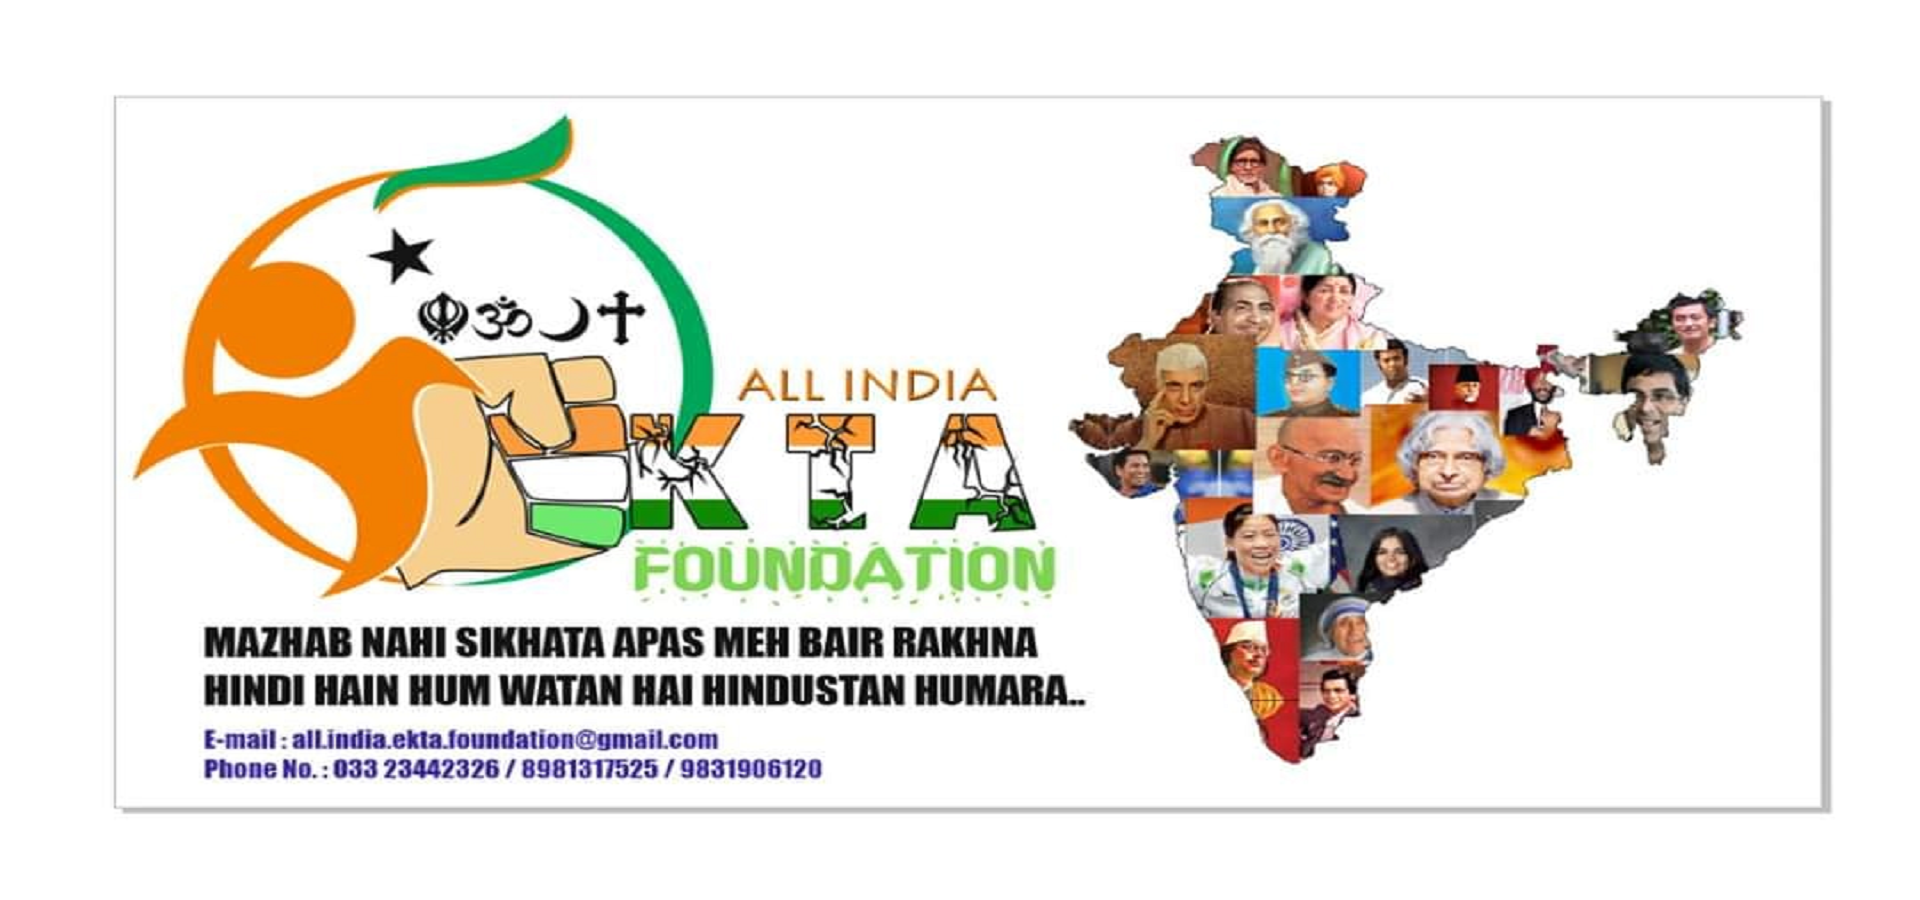 ALL INDIA
EKTA
FOUNDATION
MAZHAB NAHI SIKHATA APAS MEH BAIR RAKHNA
HINDI HAIN HUM WATAN HAI HINDUSTAN HUMARA..
E-mail : all.india.ekta.foundation@gmail.com
Phone No. : 033 23442326 / 8981317525 / 9831906120